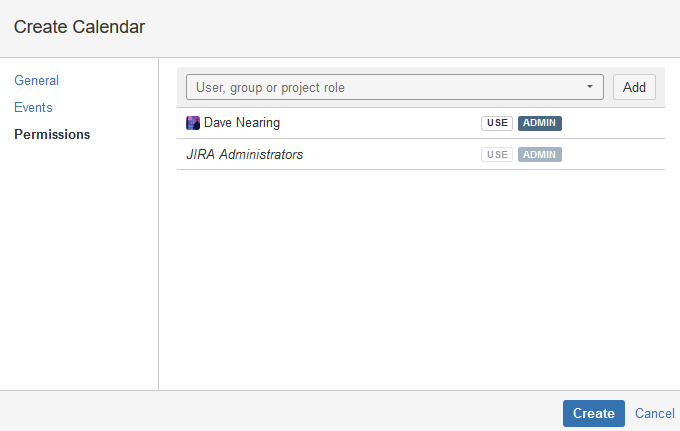 Create Calendar
General
Events
Permissions
User, group or project role
Add
Dave Nearing USE ADMIN
JIRA Administrators USE ADMIN
Create Cancel